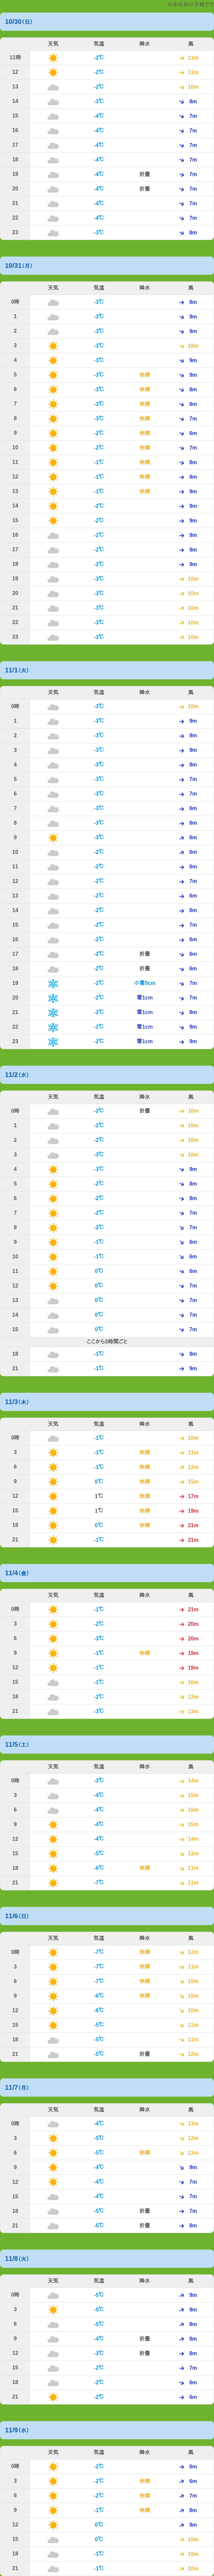 10/30(日)
天気 気温 降水 風
11時 -2℃ 11m
12 -2℃ 11m
13 -2℃ 10m
14 -3℃ 8m
15 -4℃ 7m
16 -4℃ 7m
17 -4℃ 7m
18 -4℃ 7m
19 -4℃ 折畳 7m
20 -4℃ 折畳 7m
21 -4℃ 7m
22 -4℃ 7m
23 -3℃ 8m
10/31(月)
天気 気温 降水 風
0時 -3℃ 8m
1 -3℃ 9m
2 -3℃ 9m
3 -3℃ 10m
4 -3℃ 9m
5 -3℃ 快晴 9m
6 -3℃ 快晴 8m
7 -3℃ 快晴 8m
8 -3℃ 快晴 7m
9 -2℃ 快晴 6m
10 -2℃ 快晴 7m
11 -1℃ 快晴 8m
12 -1℃ 快晴 8m
13 -1℃ 快晴 9m
14 -2℃ 9m
15 -2℃ 9m
16 -2℃ 9m
17 -2℃ 9m
18 -2℃ 9m
19 -3℃ 10m
20 -3℃ 10m
21 -3℃ 10m
22 -3℃ 10m
23 -3℃ 10m
11/1(火)
天気 気温 降水 風
0時 -3℃ 10m
1 -3℃ 9m
2 -3℃ 9m
3 -3℃ 9m
4 -3℃ 8m
5 -3℃ 7m
6 -3℃ 7m
7 -3℃ 6m
8 -3℃ 6m
9 -3℃ 6m
10 -2℃ 6m
11 -2℃ 6m
12 -2℃ 7m
13 -2℃ 6m
14 -2℃ 6m
15 -2℃ 7m
16 -2℃ 6m
17 -2℃ 折畳 6m
18 -2℃ 折畳 6m
19 -2℃ 小雪0cm 7m
20 -2℃ 雪1cm 7m
21 -2℃ 雪1cm 8m
22 -2℃ 雪1cm 9m
23 -2℃ 雪1cm 9m
11/2(水)
天気 気温 降水 風
0時 -2℃ 折畳 10m
1 -2℃ 10m
2 -2℃ 10m
3 -3℃ 10m
4 -3℃ 9m
5 -2℃ 8m
6 -2℃ 8m
7 -2℃ 7m
8 -2℃ 7m
9 -1℃ 6m
10 -1℃ 6m
11 0℃ 6m
12 0℃ 7m
13 0℃ 7m
14 0℃ 7m
15 0℃ 7m
ここから3時間ごと
18 -1℃ 8m
21 -1℃ 9m
11/3(木)
天気 気温 降水 風
0時 -1℃ 10m
3 -1℃ 快晴 11m
6 -1℃ 快晴 12m
9 0℃ 快晴 15m
12 1℃ 快晴 17m
15 1℃ 快晴 19m
18 0℃ 快晴 21m
21 -1℃ 21m
11/4(金)
天気 気温 降水 風
0時 -1℃ 21m
3 -2℃ 20m
6 -3℃ 20m
9 -1℃ 快晴 19m
12 -1℃ 19m
15 -1℃ 16m
18 -2℃ 13m
21 -3℃ 13m
11/5(土)
天気 気温 降水 風
0時 -3℃ 14m
3 -4℃ 15m
6 -4℃ 16m
9 -4℃ 15m
12 -4℃ 14m
15 -5℃ 12m
18 -6℃ 快晴 11m
21 -7℃ 11m
11/6(日)
天気 気温 降水 風
0時 -7℃ 快晴 12m
3 -7℃ 快晴 11m
6 -7℃ 快晴 10m
9 -6℃ 快晴 10m
12 -6℃ 10m
15 -5℃ 11m
18 -5℃ 11m
21 -5℃ 折畳 12m
11/7(月)
天気 気温 降水 風
0時 -4℃ 13m
3 -5℃ 12m
6 -5℃ 快晴 11m
9 -4℃ 9m
12 -4℃ 7m
15 -4℃ 7m
18 -5℃ 折畳 7m
21 -5℃ 折畳 8m
11/8(火)
天気 気温 降水 風
0時 -5℃ 9m
3 -5℃ 9m
6 -5℃ 8m
9 -4℃ 折畳 8m
12 -3℃ 折畳 8m
15 -2℃ 7m
18 -2℃ 6m
21 -2℃ 6m
11/9(水)
天気 気温 降水 風
0時 -2℃ 6m
3 -2℃ 快晴 6m
6 -2℃ 快晴 7m
9 -1℃ 快晴 8m
12 0℃ 9m
15 0℃ 10m
18 -1℃ 10m
21 -1℃ 10m